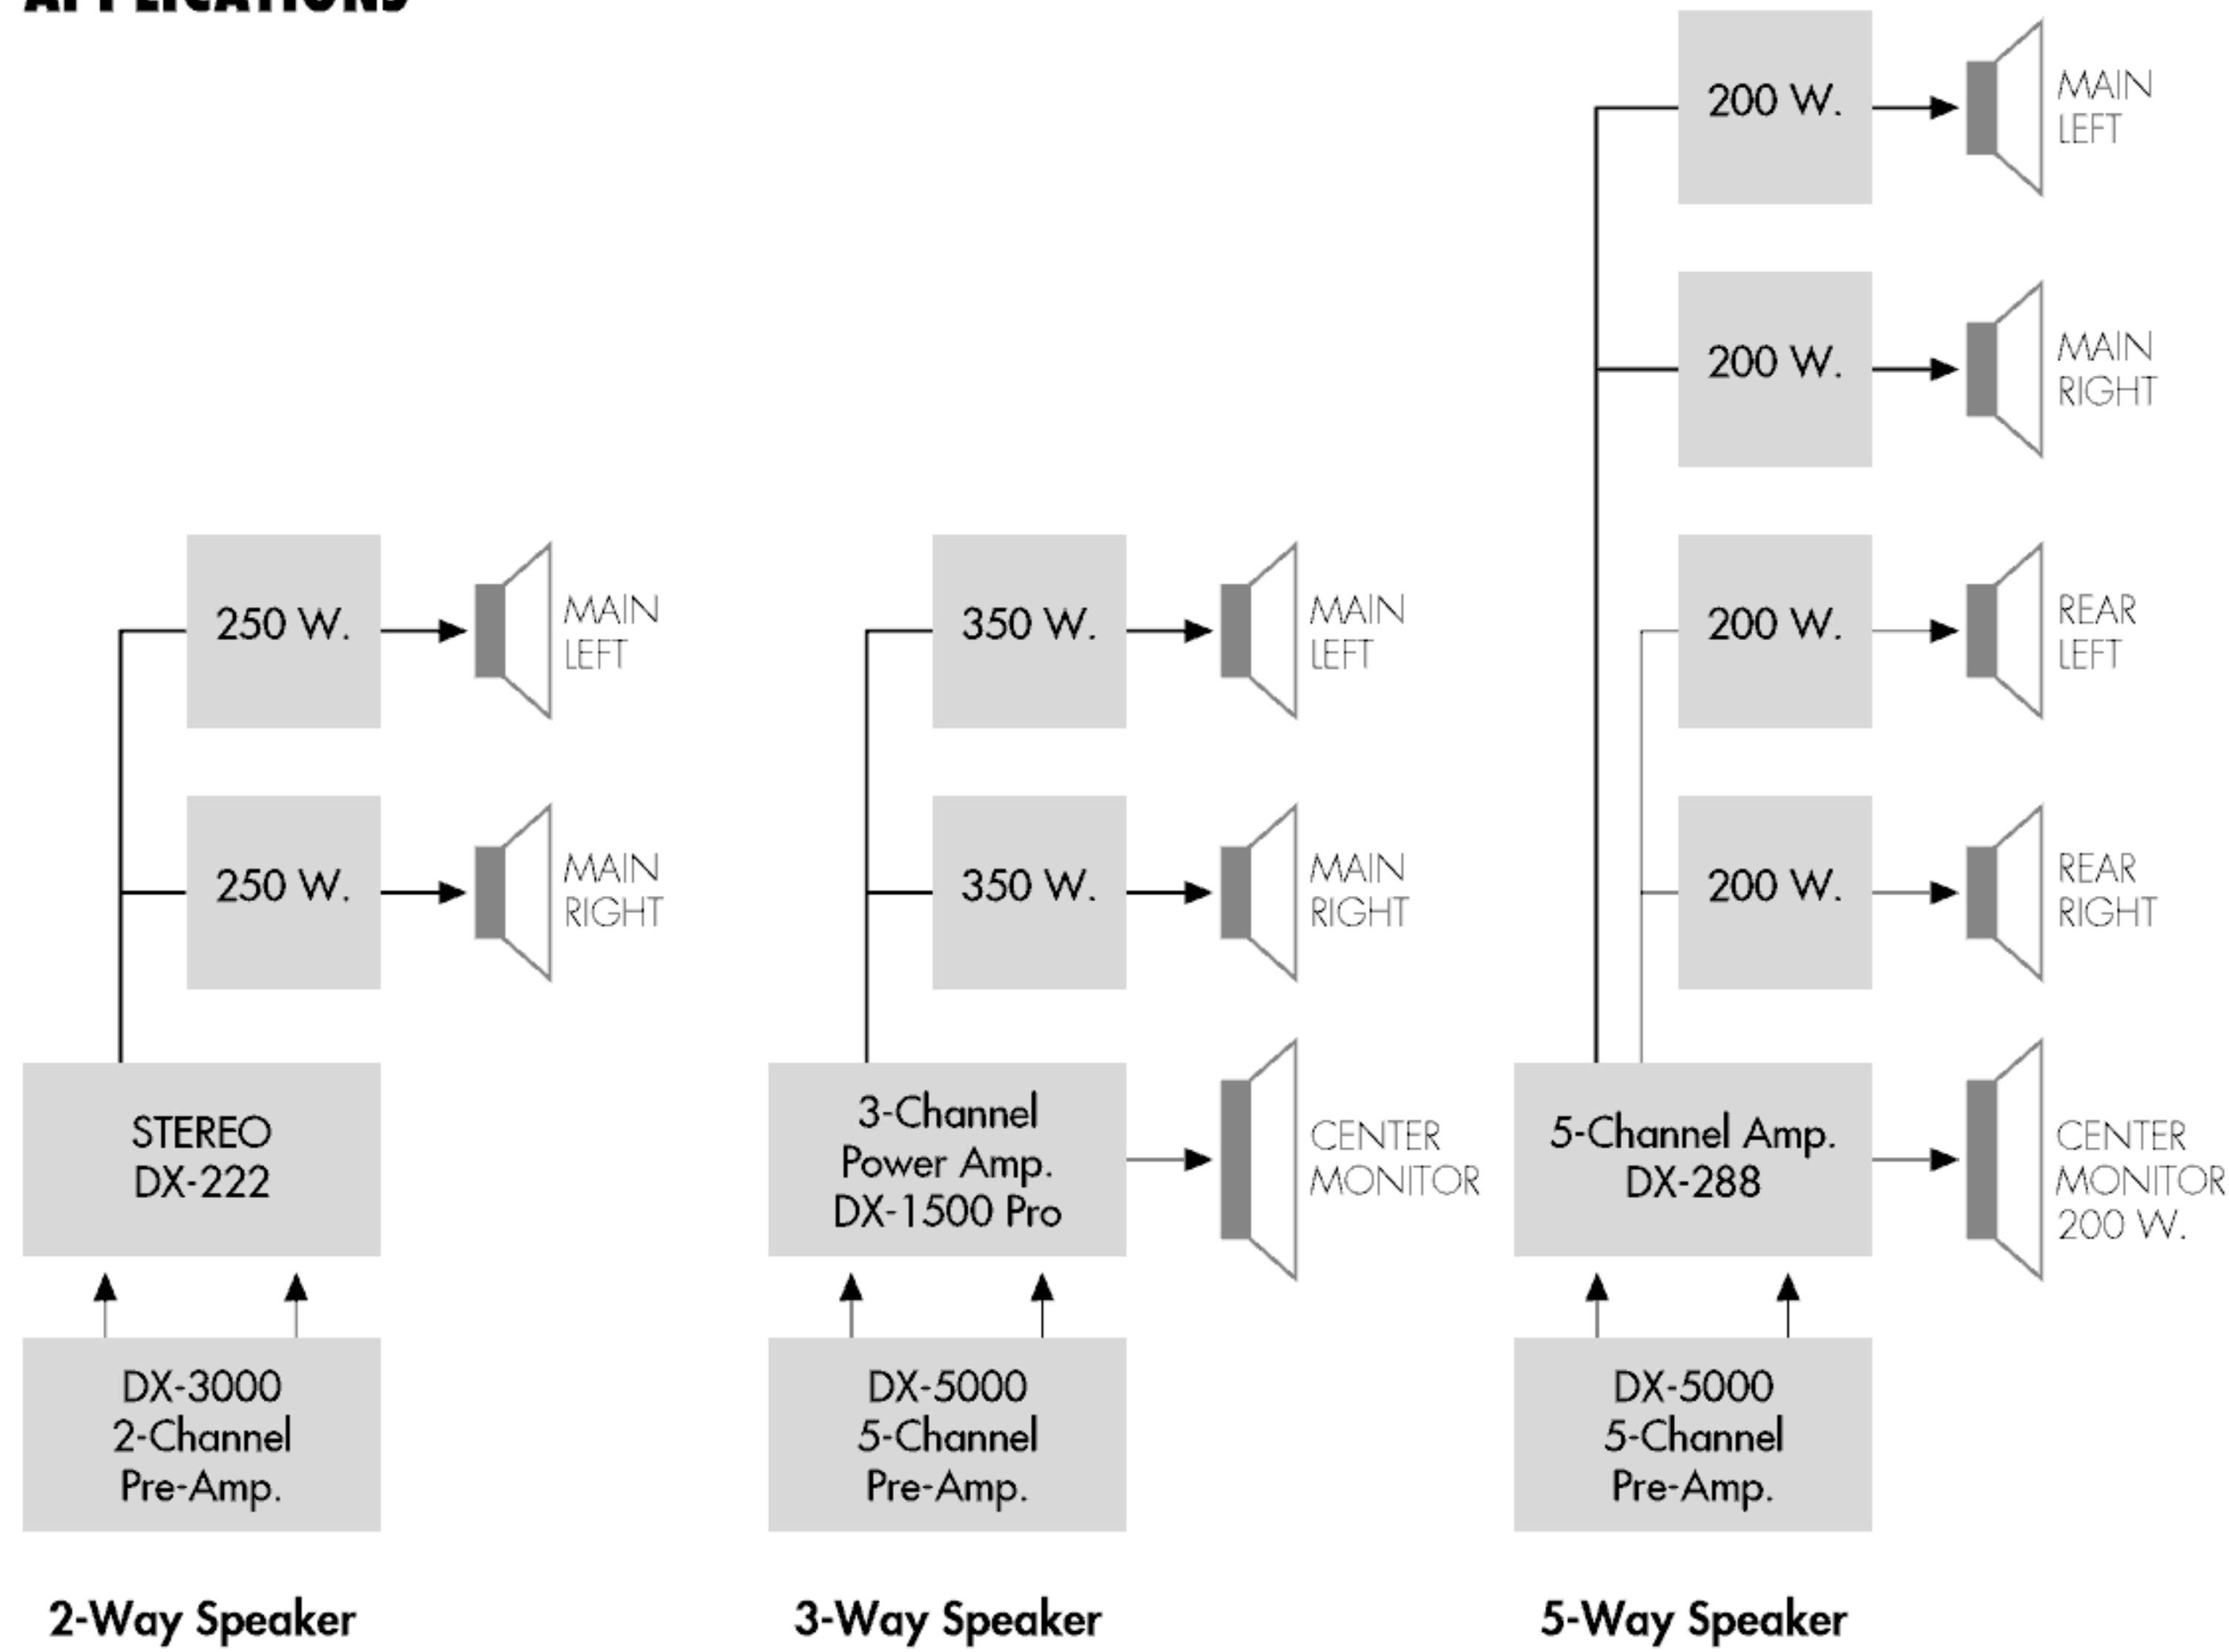 APPLICATIONS
250 W.
MAIN
LEFT
250 W.
MAIN
RIGHT
STEREO
DX-222
DX-3000
2-Channel
Pre-Amp.
2-Way Speaker
350 W.
MAIN
LEFT
350 W.
MAIN
RIGHT
3-Channel
Power Amp.
DX-1500 Pro
CENTER
MONITOR
DX-5000
5-Channel
Pre-Amp.
3-Way Speaker
200 W.
MAIN
LEFT
200 W.
MAIN
RIGHT
200 W.
REAR
LEFT
200 W.
REAR
RIGHT
5-Channel Amp.
DX-288
CENTER
MONITOR
200 W.
DX-5000
5-Channel
Pre-Amp.
5-Way Speaker